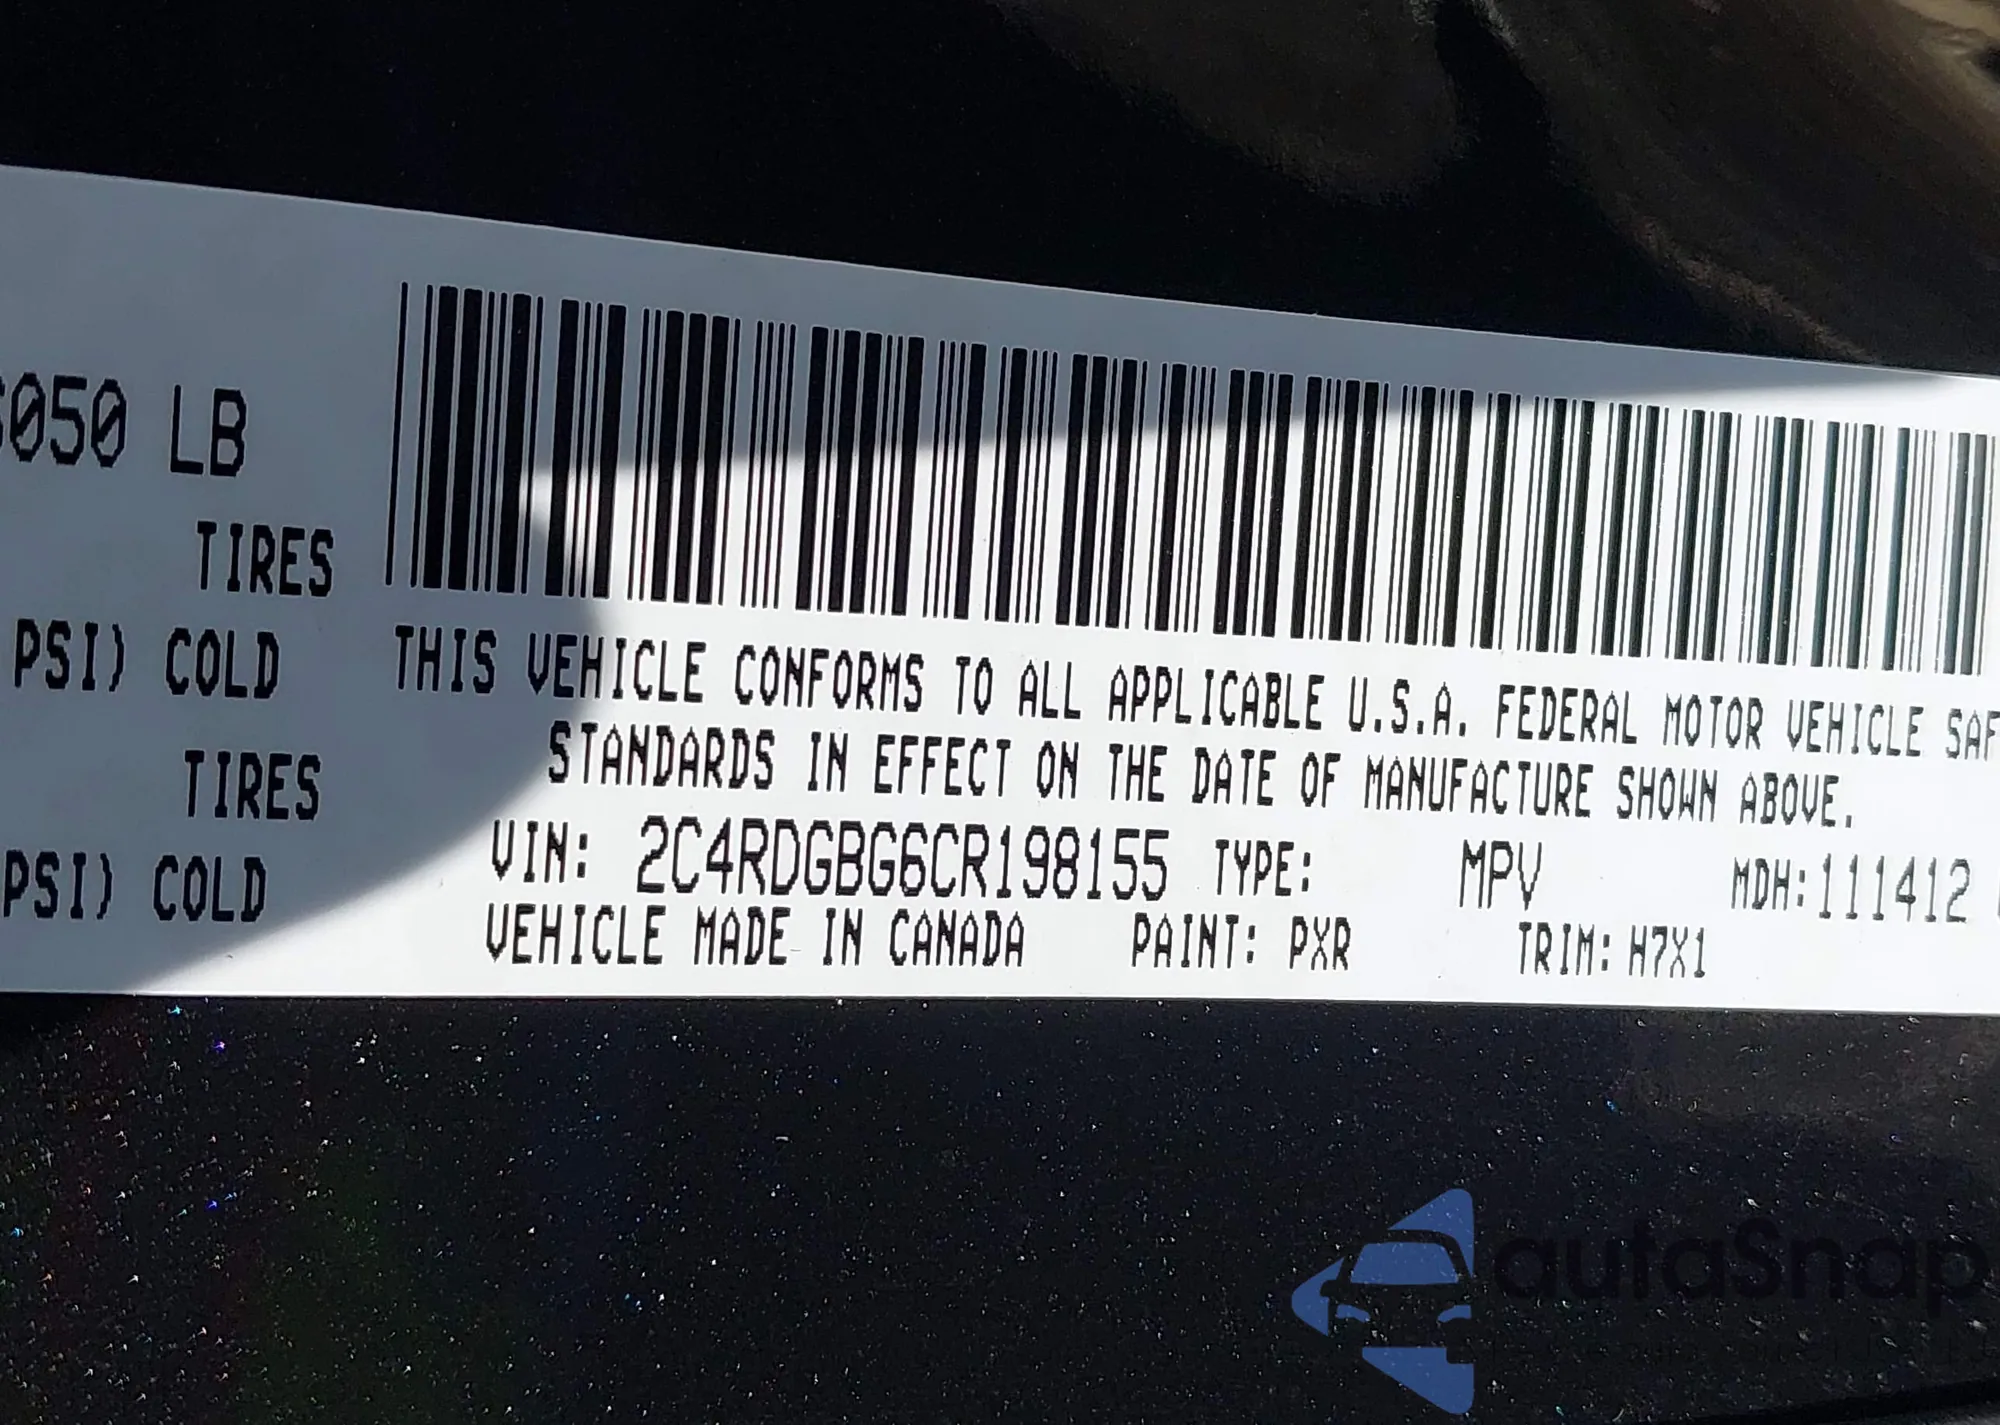 050 LB
TIRES
PSI) COLD
TIRES
PSI) COLD
THIS VEHICLE CONFORMS TO ALL APPLICABLE U.S.A. FEDERAL MOTOR VEHICLE SAF
STANDARDS IN EFFECT ON THE DATE OF MANUFACTURE SHOWN ABOVE.
VIN: 2C4RDGBG6CR198155 TYPE: MPV MDH:111412
VEHICLE MADE IN CANADA PAINT: PXR TRIM: H7X1
autaSnap